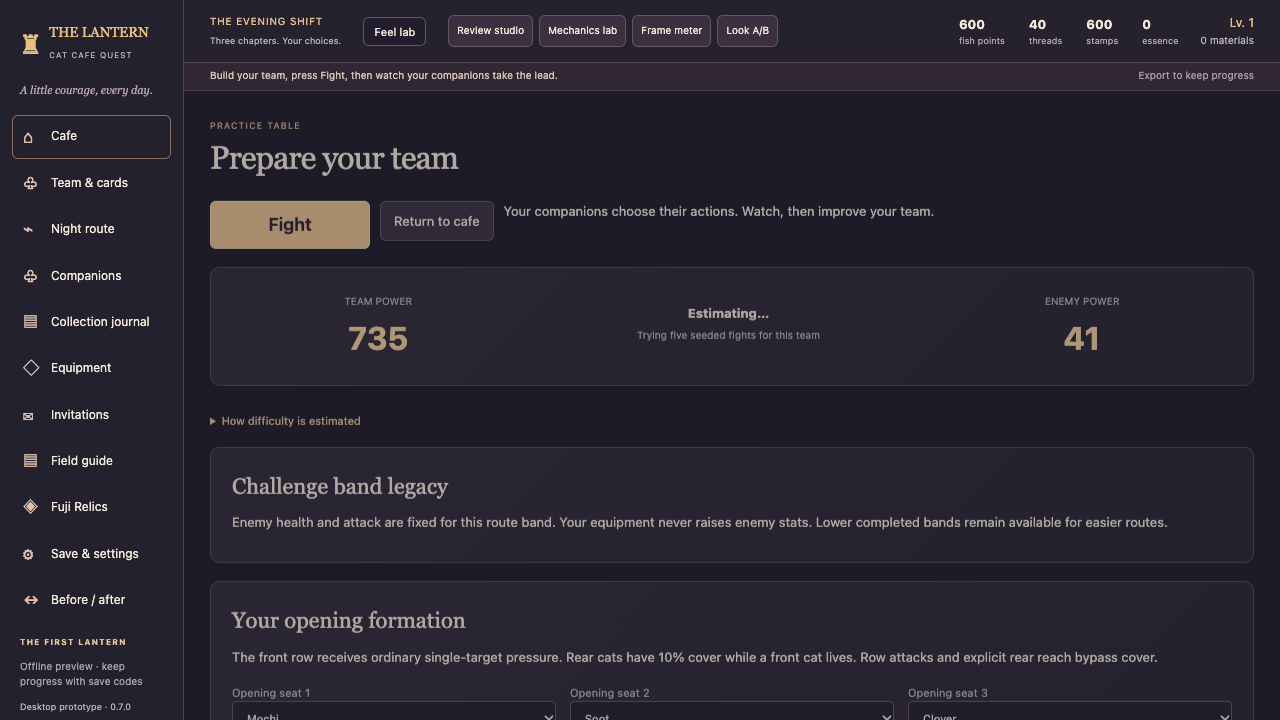 THE LANTERN
CAT CAFE QUEST
A little courage, every day.
Cafe
Team & cards
Night route
Companions
Collection journal
Equipment
Invitations
Field guide
Fuji Relics
Save & settings
Before / after
THE FIRST LANTERN
Offline preview · keep
progress with save codes
Desktop prototype · 0.7.0
THE EVENING SHIFT
Three chapters. Your choices.
Feel lab
Review studio
Mechanics lab
Frame meter
Look A/B
600
fish points
40
threads
600
stamps
0
essence
Lv. 1
0 materials
Build your team, press Fight, then watch your companions take the lead.
Export to keep progress
PRACTICE TABLE
Prepare your team
Fight
Return to cafe
Your companions choose their actions. Watch, then improve your team.
TEAM POWER
735
Estimating...
Trying five seeded fights for this team
ENEMY POWER
41
How difficulty is estimated
Challenge band legacy
Enemy health and attack are fixed for this route band. Your equipment never raises enemy stats. Lower completed bands remain available for easier routes.
Your opening formation
The front row receives ordinary single-target pressure. Rear cats have 10% cover while a front cat lives. Row attacks and explicit rear reach bypass cover.
Opening seat 1
Opening seat 2
Opening seat 3
Mochi
Soot
Clover